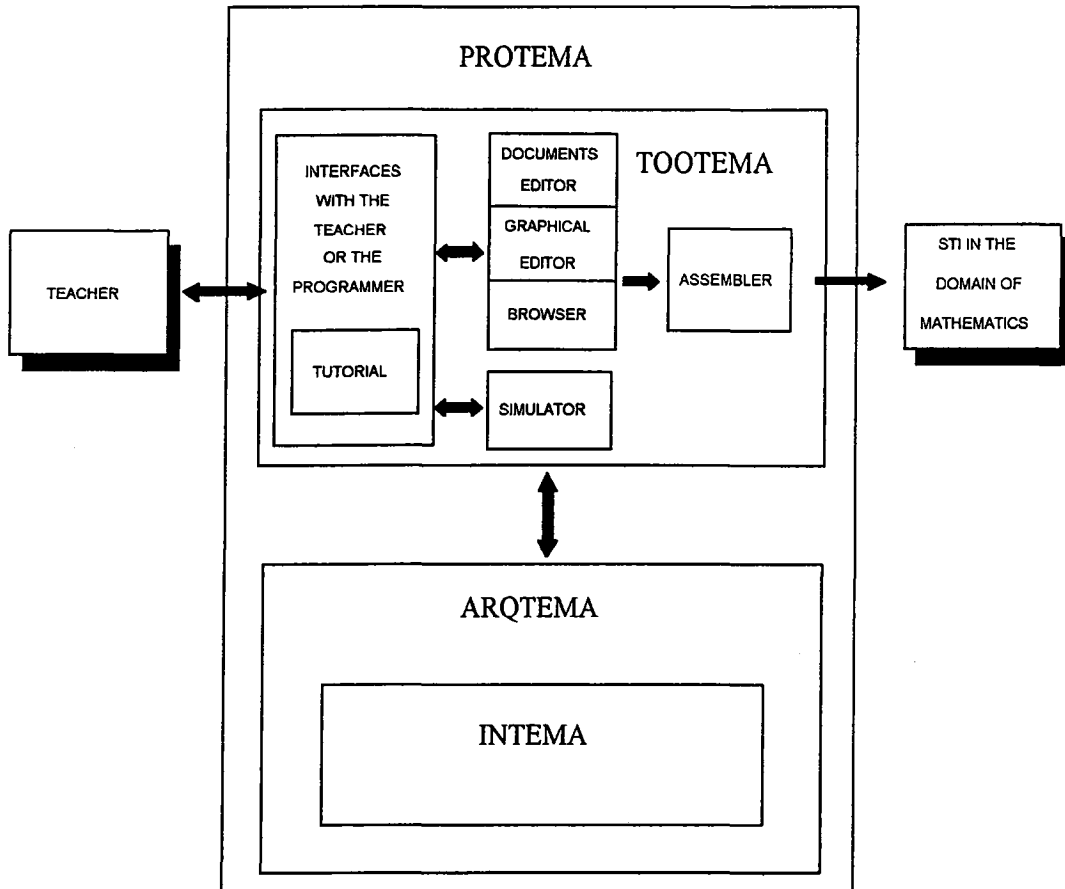 PROTEMA
TOOTEMA
TEACHER
INTERFACES
WITH THE
TEACHER
OR THE
PROGRAMMER
TUTORIAL
DOCUMENTS
EDITOR
GRAPHICAL
EDITOR
BROWSER
SIMULATOR
ASSEMBLER
STI IN THE
DOMAIN OF
MATHEMATICS
ARQTEMA
INTEMA